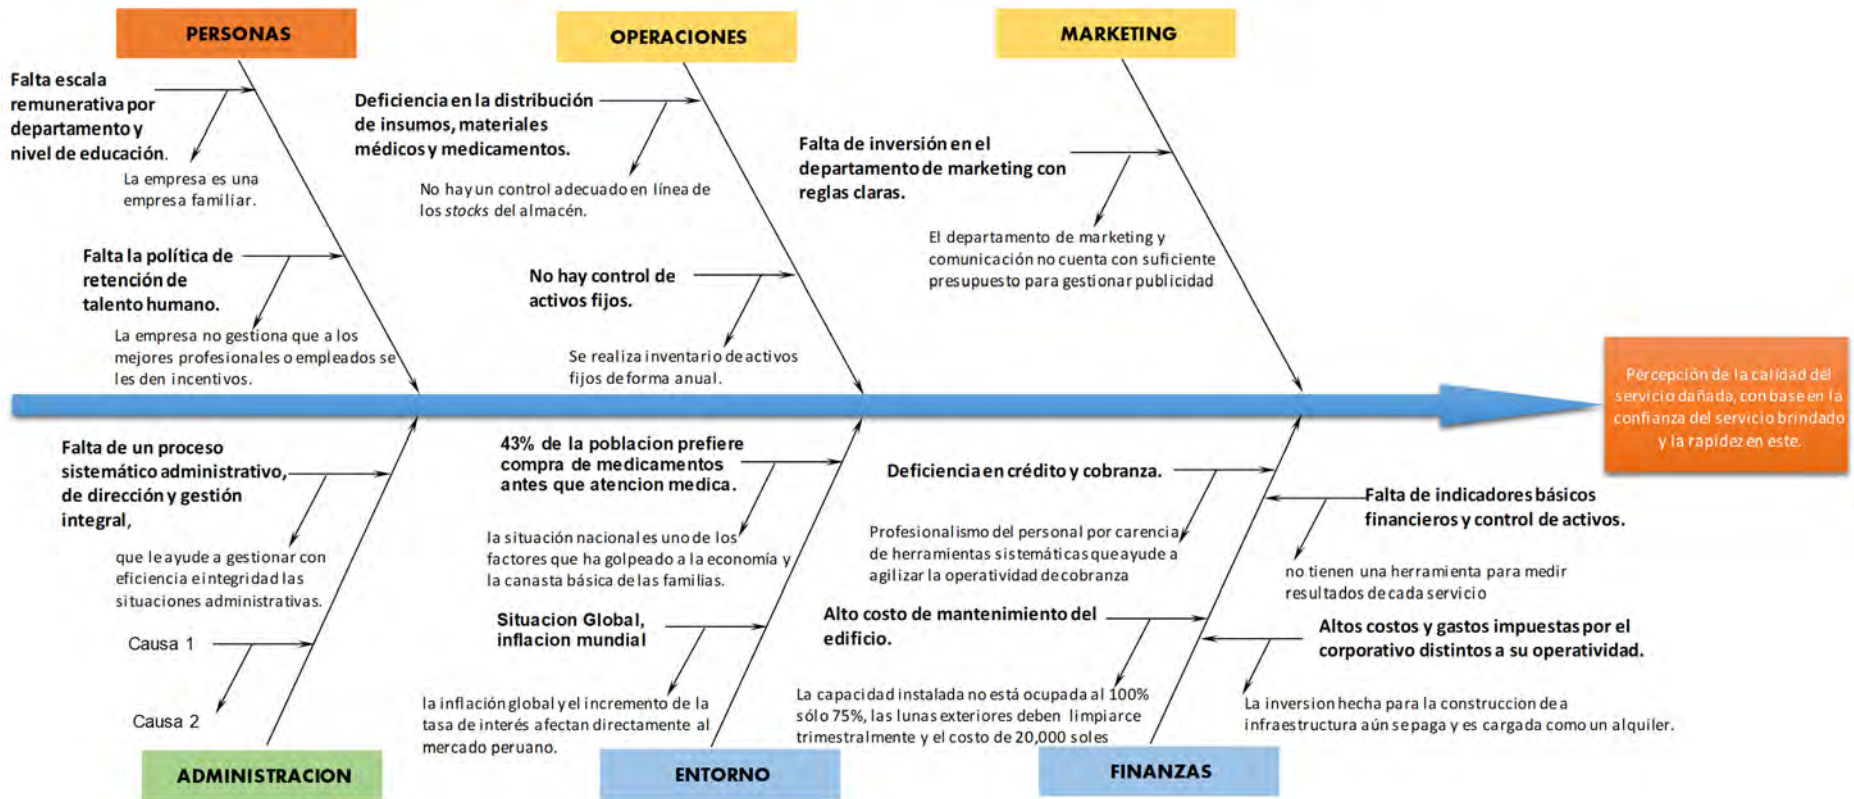 PERSONAS
Falta escala
remunerativa por
departamento y
nivel de educación.
La empresa es una
empresa familiar.
Falta la política de
retención de
talento humano.
La empresa no gestiona que a los
mejores profesionales o empleados se
les den incentivos.
OPERACIONES
Deficiencia en la distribución
de insumos, materiales
médicos y medicamentos.
No hay un control adecuado en línea de
los stocks del almacén.
No hay control de
activos fijos.
Se realiza inventario de activos
fijos de forma anual.
MARKETING
Falta de inversión en el
departamento de marketing con
reglas claras.
El departamento de marketing y
comunicación no cuenta con suficiente
presupuesto para gestionar publicidad
Percepción de la calidad del
servicio dañada, con base en la
confianza del servicio brindado
y la rapidez en este.
Falta de un proceso
sistemático administrativo,
de dirección y gestión
integral,
que le ayude a gestionar con
eficiencia e integridad las
situaciones administrativas.
Causa 1
Causa 2
ADMINISTRACION
43% de la poblacion prefiere
compra de medicamentos
antes que atencion medica.
la situación nacional es uno de los
factores que ha golpeado a la economía y
la canasta básica de las familias.
Situacion Global,
inflacion mundial
la inflación global y el incremento de la
tasa de interés afectan directamente al
mercado peruano.
ENTORNO
Deficiencia en crédito y cobranza.
Profesionalismo del personal por carencia
de herramientas sistemáticas que ayude a
agilizar la operatividad de cobranza
Alto costo de mantenimiento del
edificio.
La capacidad instalada no está ocupada al 100%
sólo 75%, las lunas exteriores deben limpiarce
trimestralmente y el costo de 20,000 soles
Falta de indicadores básicos
financieros y control de activos.
no tienen una herramienta para medir
resultados de cada servicio
Altos costos y gastos impuestas por el
corporativo distintos a su operatividad.
La inversion hecha para la construccion de a
infraestructura aún se paga y es cargada como un alquiler.
FINANZAS